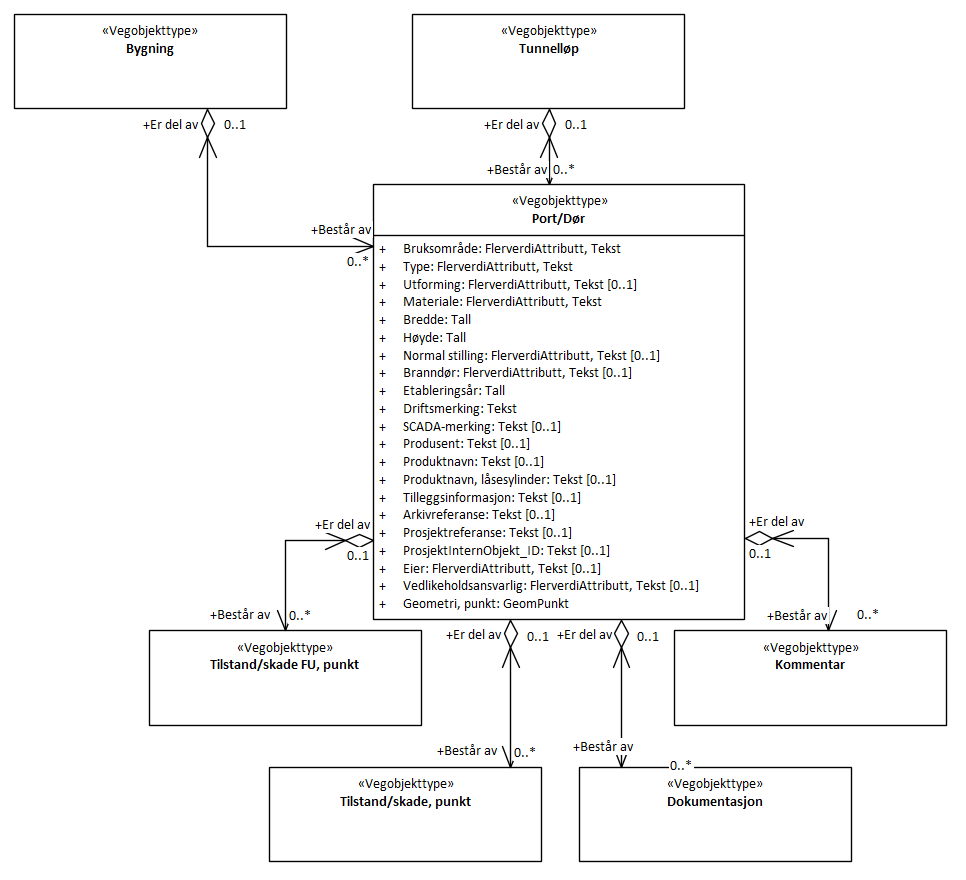 «Vegobjekttype»
Bygning
«Vegobjekttype»
Tunnelløp
+Er del av
0..1
+Er del av
0..1
+Består av
0..*
+Består av
0..*
«Vegobjekttype»
Port/Dør
+ Bruksområde: FlerverdiAttributt, Tekst
+ Type: FlerverdiAttributt, Tekst
+ Utforming: FlerverdiAttributt, Tekst [0..1]
+ Materiale: FlerverdiAttributt, Tekst
+ Bredde: Tall
+ Høyde: Tall
+ Normal stilling: FlerverdiAttributt, Tekst [0..1]
+ Branndør: FlerverdiAttributt, Tekst [0..1]
+ Etableringsår: Tall
+ Driftsmerking: Tekst
+ SCADA-merking: Tekst [0..1]
+ Produsent: Tekst [0..1]
+ Produktnavn: Tekst [0..1]
+ Produktnavn, låsesylinder: Tekst [0..1]
+ Tilleggsinformasjon: Tekst [0..1]
+ Arkivreferanse: Tekst [0..1]
+ Prosjektreferanse: Tekst [0..1]
+ ProsjektInternObjekt_ID: Tekst [0..1]
+ Eier: FlerverdiAttributt, Tekst [0..1]
+ Vedlikeholdsansvarlig: FlerverdiAttributt, Tekst [0..1]
+ Geometri, punkt: GeomPunkt
+Er del av
0..1
+Er del av
0..1
+Består av
0..*
+Består av
0..*
+Er del av
0..1
+Er del av
0..1
«Vegobjekttype»
Tilstand/skade FU, punkt
«Vegobjekttype»
Kommentar
+Består av
0..*
+Består av
0..*
«Vegobjekttype»
Tilstand/skade, punkt
«Vegobjekttype»
Dokumentasjon